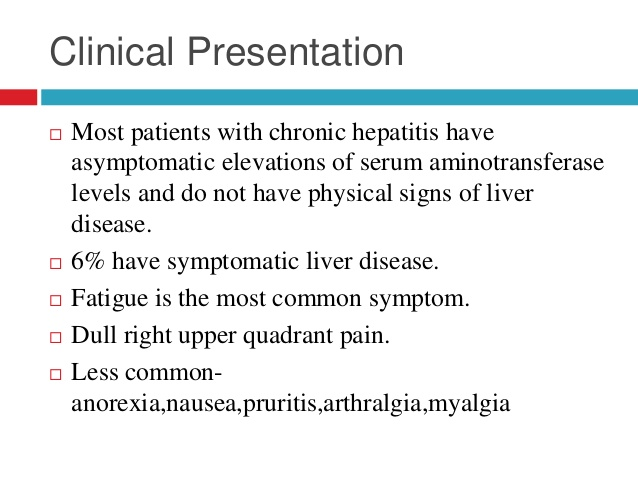 Clinical Presentation
Most patients with chronic hepatitis have
asymptomatic elevations of serum aminotransferase
levels and do not have physical signs of liver
disease.
6% have symptomatic liver disease.
Fatigue is the most common symptom.
Dull right upper quadrant pain.
Less common-
anorexia,nausea,pruritis,arthralgia,myalgia